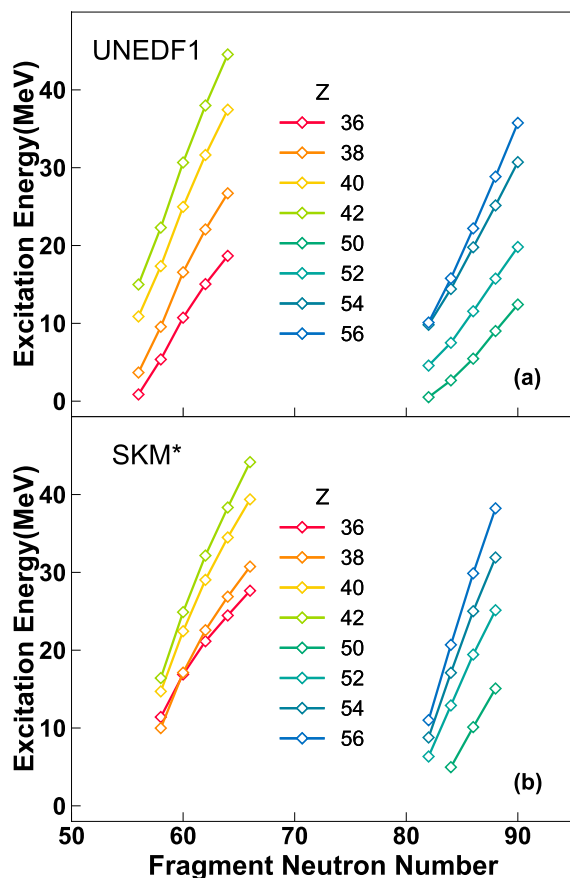 UNEDF1
Excitation Energy(MeV)
40
30
20
10
0
Z
36
38
40
42
50
52
54
56
(a)
SKM*
Excitation Energy(MeV)
40
30
20
10
0
Z
36
38
40
42
50
52
54
56
(b)
50 60 70 80 90
Fragment Neutron Number